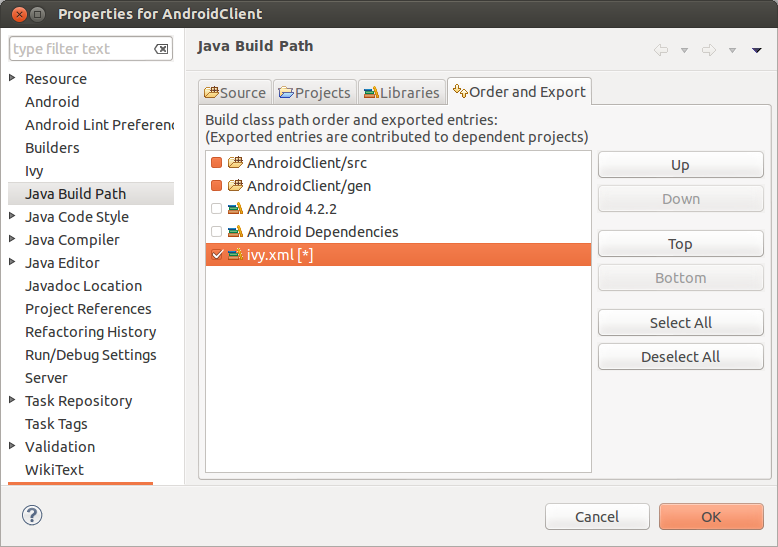 Properties for AndroidClient
type filter text
Java Build Path
Resource
Android
Android Lint Preferen
Builders
Ivy
Java Build Path
Java Code Style
Java Compiler
Java Editor
Javadoc Location
Project References
Refactoring History
Run/Debug Settings
Server
Task Repository
Task Tags
Validation
WikiText
Source Projects Libraries Order and Export
Build class path order and exported entries:
(Exported entries are contributed to dependent projects)
AndroidClient/src
AndroidClient/gen
Android 4.2.2
Android Dependencies
ivy.xml [*]
Up
Down
Top
Bottom
Select All
Deselect All
?
Cancel OK